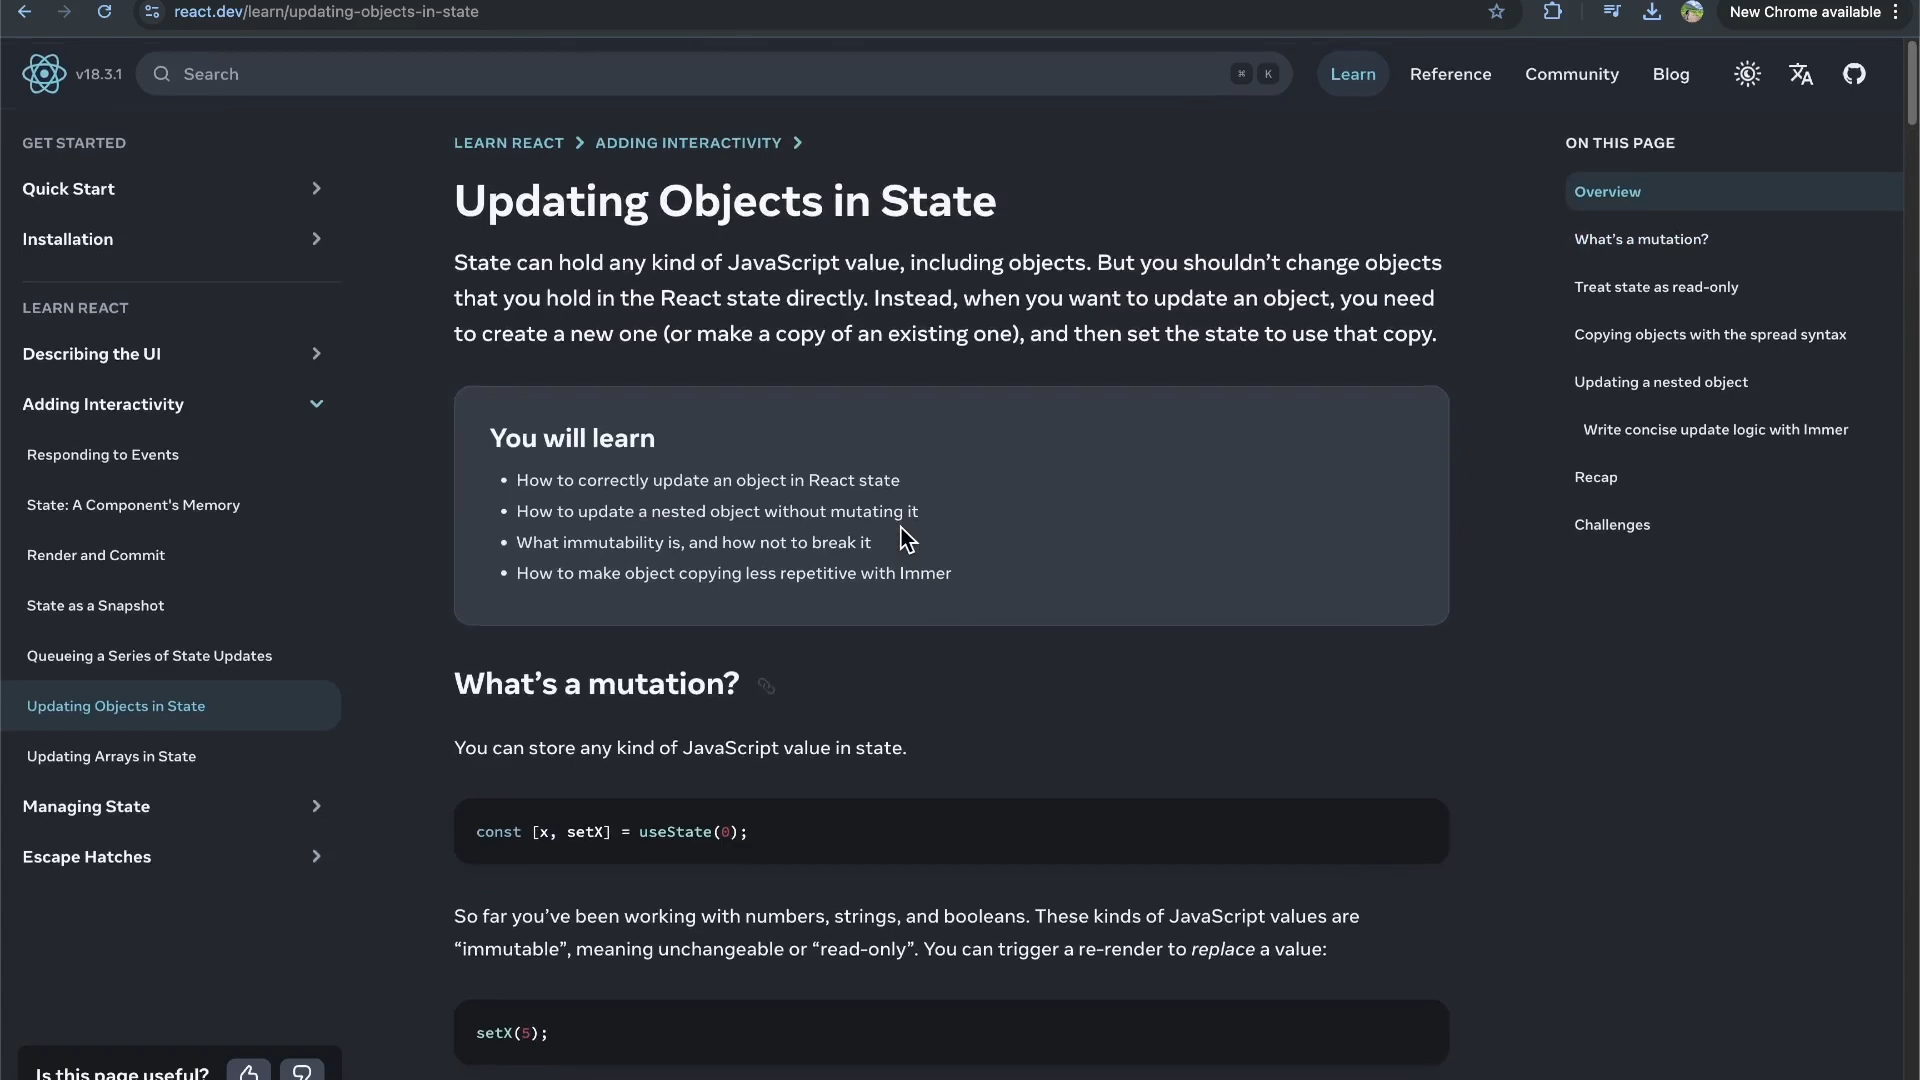 react.dev/learn/updating-objects-in-state
New Chrome available
v18.3.1
Search
⌘ K
Learn
Reference
Community
Blog
GET STARTED
Quick Start
Installation
LEARN REACT
Describing the UI
Adding Interactivity
Responding to Events
State: A Component's Memory
Render and Commit
State as a Snapshot
Queueing a Series of State Updates
Updating Objects in State
Updating Arrays in State
Managing State
Escape Hatches
Is this page useful?
LEARN REACT
ADDING INTERACTIVITY
Updating Objects in State
State can hold any kind of JavaScript value, including objects. But you shouldn’t change objects
that you hold in the React state directly. Instead, when you want to update an object, you need
to create a new one (or make a copy of an existing one), and then set the state to use that copy.
You will learn
• How to correctly update an object in React state
• How to update a nested object without mutating it
• What immutability is, and how not to break it
• How to make object copying less repetitive with Immer
What’s a mutation?
You can store any kind of JavaScript value in state.
const [x, setX] = useState(0);
So far you’ve been working with numbers, strings, and booleans. These kinds of JavaScript values are
“immutable”, meaning unchangeable or “read-only”. You can trigger a re-render to replace a value:
setX(5);
ON THIS PAGE
Overview
What’s a mutation?
Treat state as read-only
Copying objects with the spread syntax
Updating a nested object
Write concise update logic with Immer
Recap
Challenges